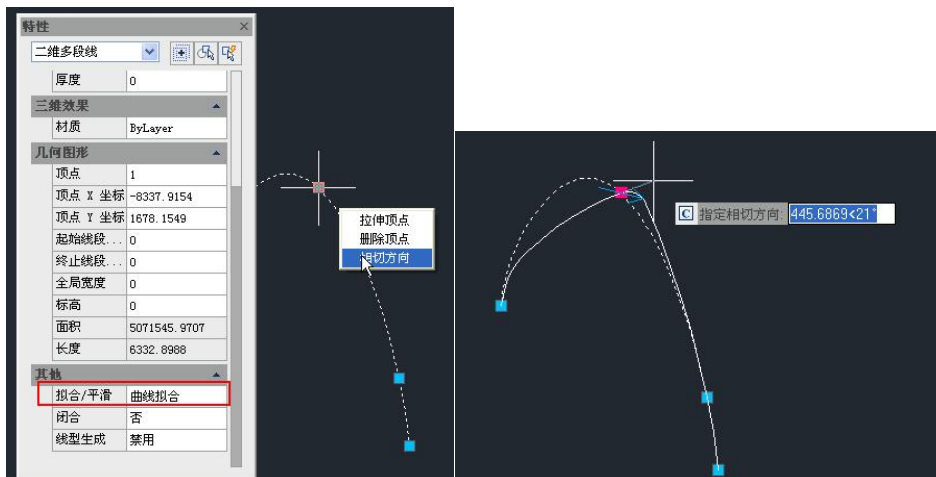 特性
二维多段线
厚度 0
三维效果
材质 ByLayer
几何图形
顶点 1
顶点 X 坐标 -8337.9154
顶点 Y 坐标 1678.1549
起始线段... 0
终止线段... 0
全局宽度 0
标高 0
面积 5071545.9707
长度 6332.8988
其他
拟合/平滑 曲线拟合
闭合 否
线型生成 禁用
拉伸顶点
删除顶点
相切方向
C 指定相切方向: 445.6869<21°